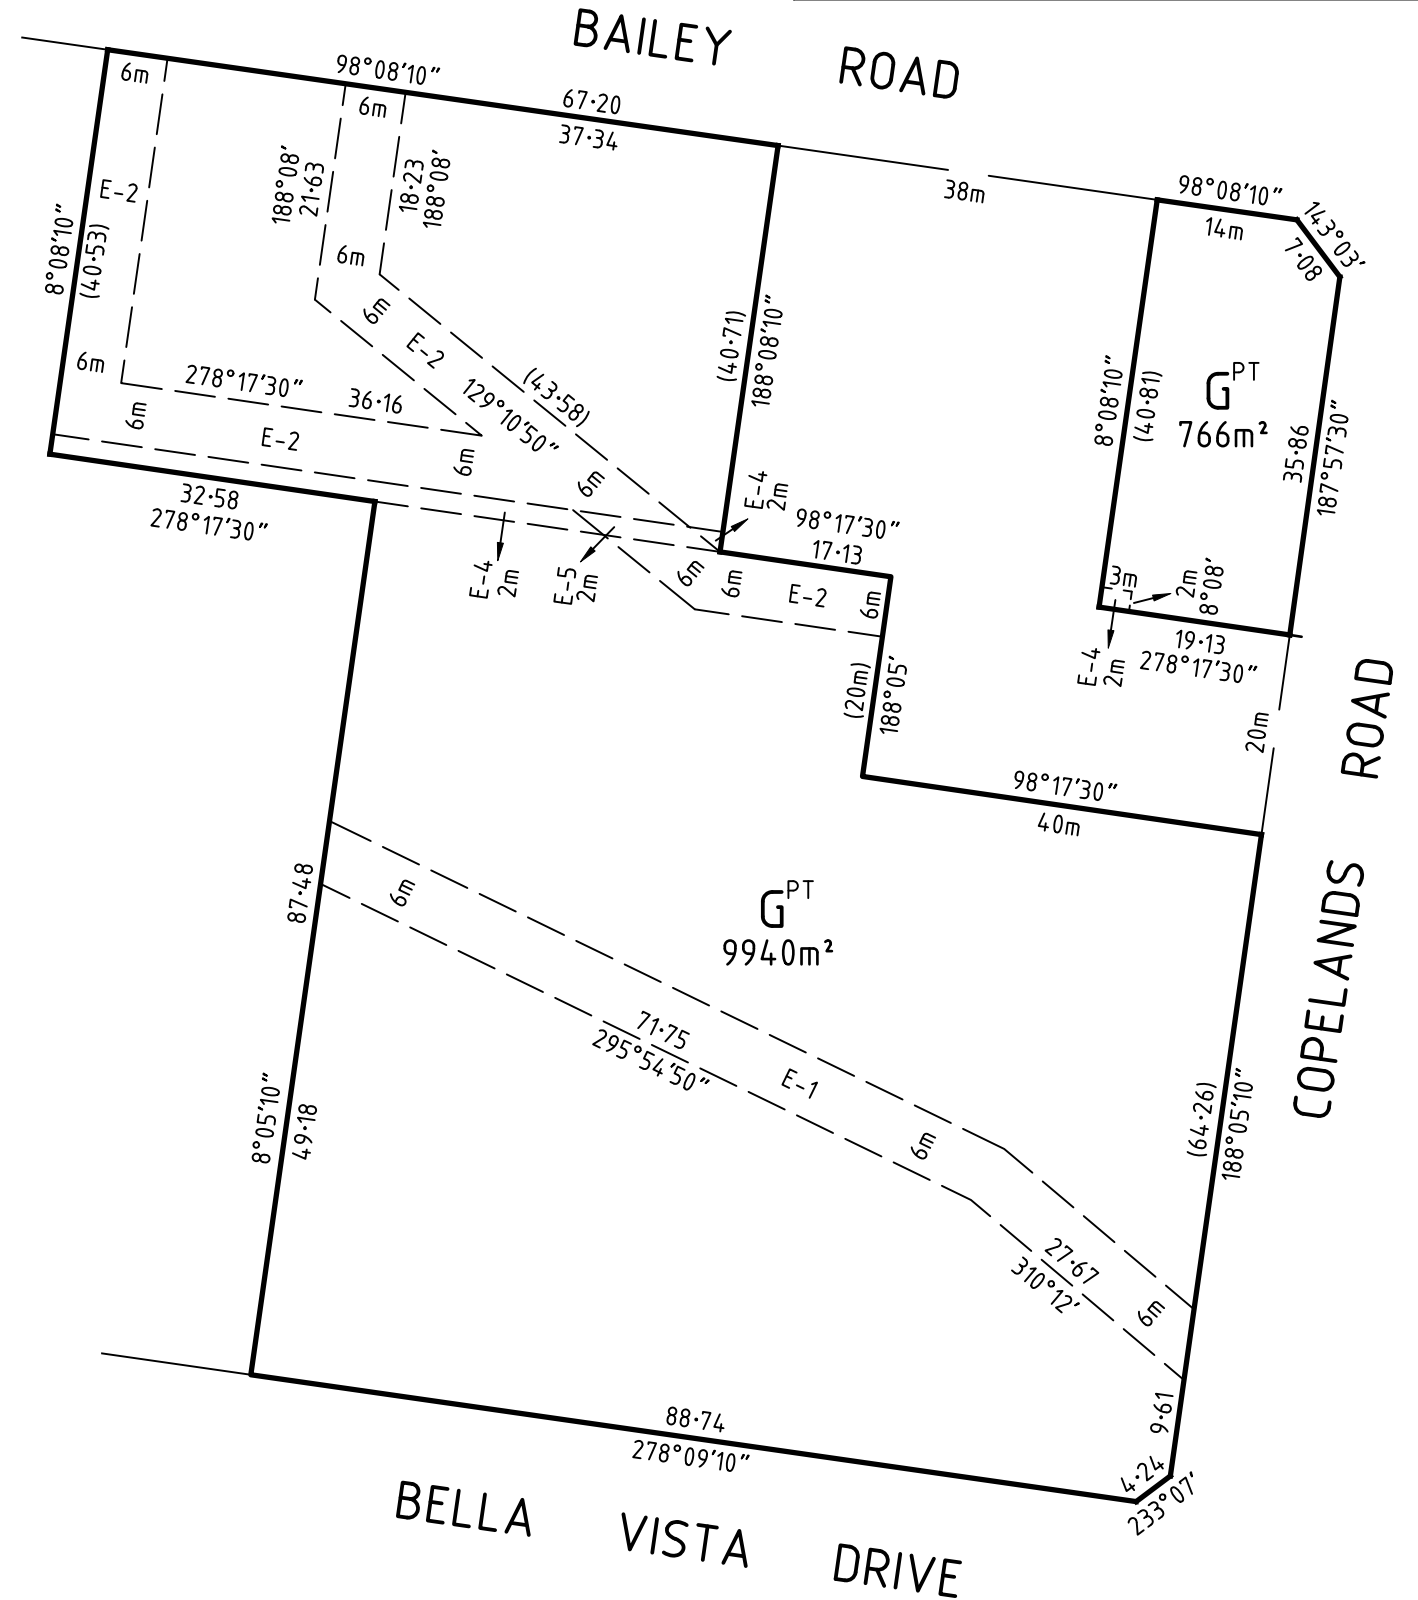 BAILEY ROAD
6m
98°08'10"
6m
67·20
37·34
38m
98°08'10"
14m
143°03'
7·08
188°08'
21·63
18·23
188°08'
E-2
8°08'10"
(40·53)
6m
6m
E-2
(40·71)
188°08'10"
8°08'10"
(40·81)
G PT
766m²
35·86
187°57'30"
6m
278°17'30"
36·16
(43·58)
129°10'50"
6m
E-2
6m
6m
E-4
2m
32·58
278°17'30"
98°17'30"
17·13
E-4
2m
E-5
2m
6m
6m
E-2
6m
3m
2m
8°08'
19·13
278°17'30"
E-4
2m
(20m)
188°05'
20m
98°17'30"
40m
COPELANDS ROAD
87·48
6m
G PT
9940m²
71·75
295°54'50"
E-1
8°05'10"
49·18
6m
(64·26)
188°05'10"
27·67
310°12'
6m
9·61
88·74
278°09'10"
4·24
233°07'
BELLA VISTA DRIVE